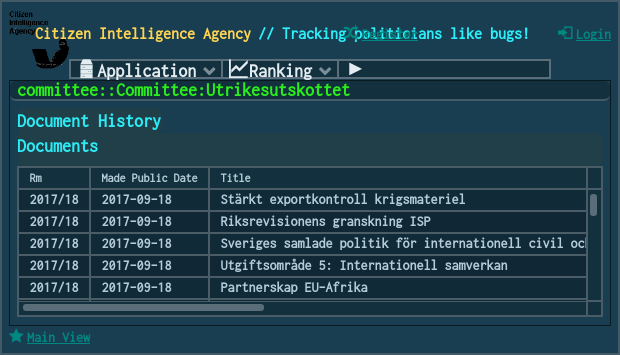 Citizen
Intelligence
Agency
Citizen Intelligence Agency // Tracking politicians like bugs!
Register
Login
Application
Ranking
committee::Committee:Utrikesutskottet
Document History
Documents
Rm Made Public Date Title
2017/18 2017-09-18 Stärkt exportkontroll krigsmateriel
2017/18 2017-09-18 Riksrevisionens granskning ISP
2017/18 2017-09-18 Sveriges samlade politik för internationell civil oc
2017/18 2017-09-18 Utgiftsområde 5: Internationell samverkan
2017/18 2017-09-18 Partnerskap EU-Afrika
Main View